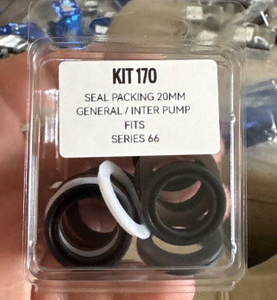 KIT 170
SEAL PACKING 20MM
GENERAL / INTER PUMP
FITS
SERIES 66